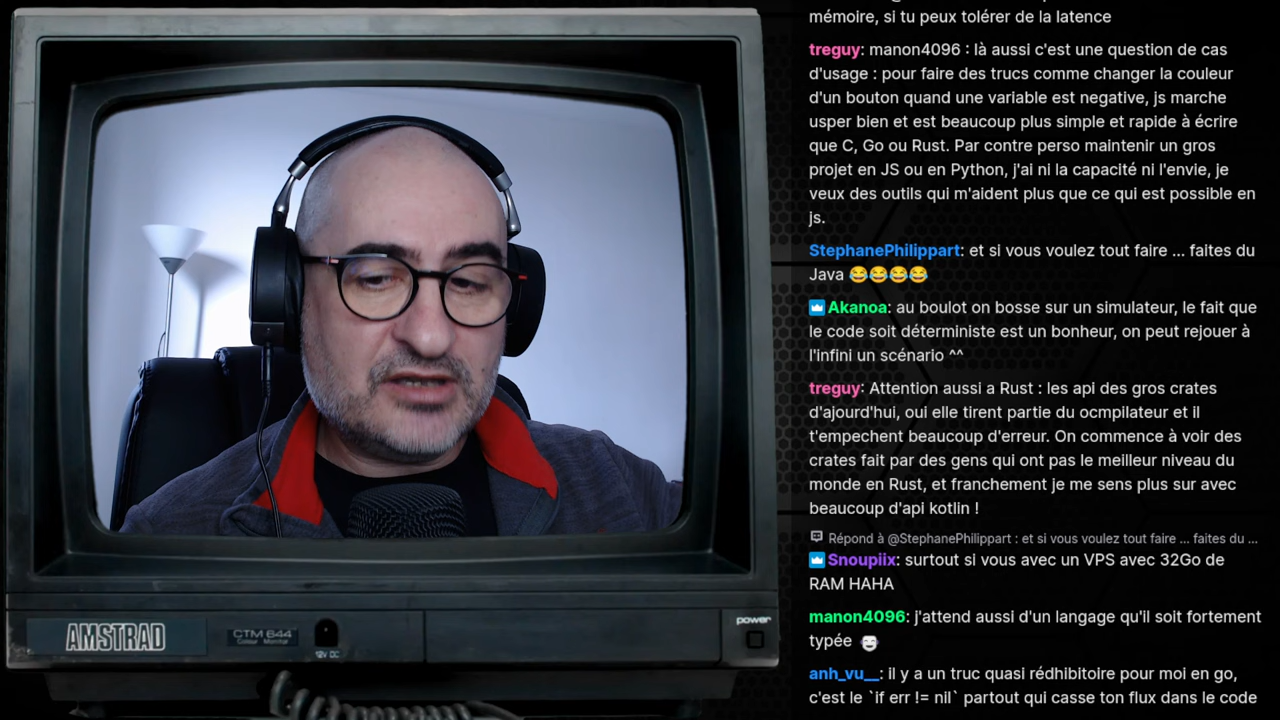 mémoire, si tu peux tolérer de la latence
treguy: manon4096 : là aussi c'est une question de cas
d'usage : pour faire des trucs comme changer la couleur
d'un bouton quand une variable est negative, js marche
usper bien et est beaucoup plus simple et rapide à écrire
que C, Go ou Rust. Par contre perso maintenir un gros
projet en JS ou en Python, j'ai ni la capacité ni l'envie, je
veux des outils qui m'aident plus que ce qui est possible en
js.
StephanePhilippart: et si vous voulez tout faire ... faites du
Java 😂😂😂😂
Akanoa: au boulot on bosse sur un simulateur, le fait que
le code soit déterministe est un bonheur, on peut rejouer à
l'infini un scénario ^^
treguy: Attention aussi a Rust : les api des gros crates
d'ajourd'hui, oui elle tirent partie du ocmpilateur et il
t'empechent beaucoup d'erreur. On commence à voir des
crates fait par des gens qui ont pas le meilleur niveau du
monde en Rust, et franchement je me sens plus sur avec
beaucoup d'api kotlin !
Répond à @StephanePhilippart : et si vous voulez tout faire ... faites du ...
Snoupiix: surtout si vous avec un VPS avec 32Go de
RAM HAHA
manon4096: j'attend aussi d'un langage qu'il soit fortement
typée
anh_vu__: il y a un truc quasi rédhibitoire pour moi en go,
c'est le `if err != nil` partout qui casse ton flux dans le code
AMSTRAD
CTM 644
Colour Monitor
12V DC
power